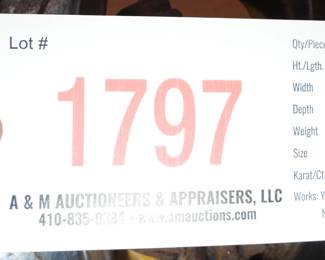 Lot #
1797
A & M AUCTIONEERS & APPRAISERS, LLC
www.amauctions.com
Qty/Piece
Ht./Lgth.
Width
Depth
Weight
Size
Karat/Ct
Works: Y
N